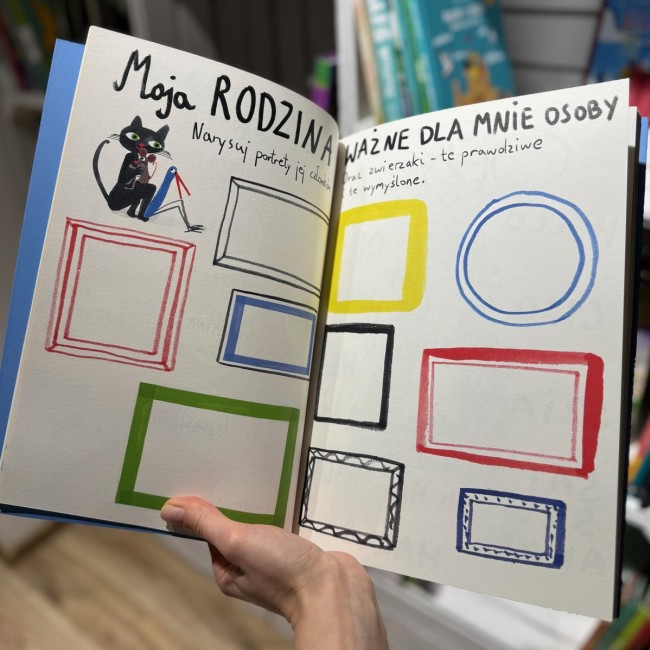 Moja RODZINA
Narysuj portrety jej
WAŻNE DLA MNIE OSOBY
oraz zwierzaki - te prawdziwe
i te wymyślone.